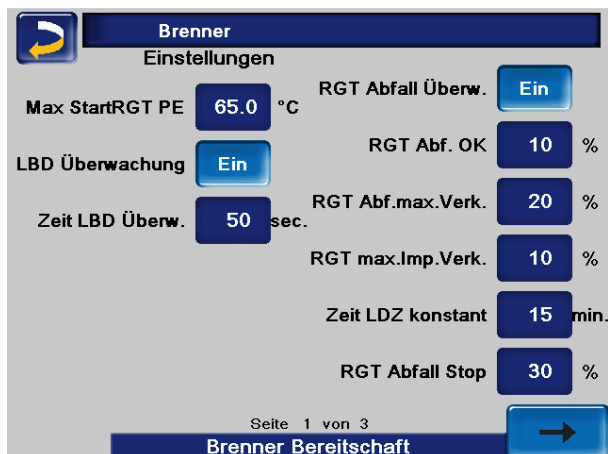 Brenner
Einstellungen
Max StartRGT PE 65.0 °C
LBD Überwachung Ein
Zeit LBD Überw. 50 sec.
RGT Abfall Überw. Ein
RGT Abf. OK 10 %
RGT Abf.max.Verk. 20 %
RGT max.Imp.Verk. 10 %
Zeit LDZ konstant 15 min.
RGT Abfall Stop 30 %
Seite 1 von 3
Brenner Bereitschaft